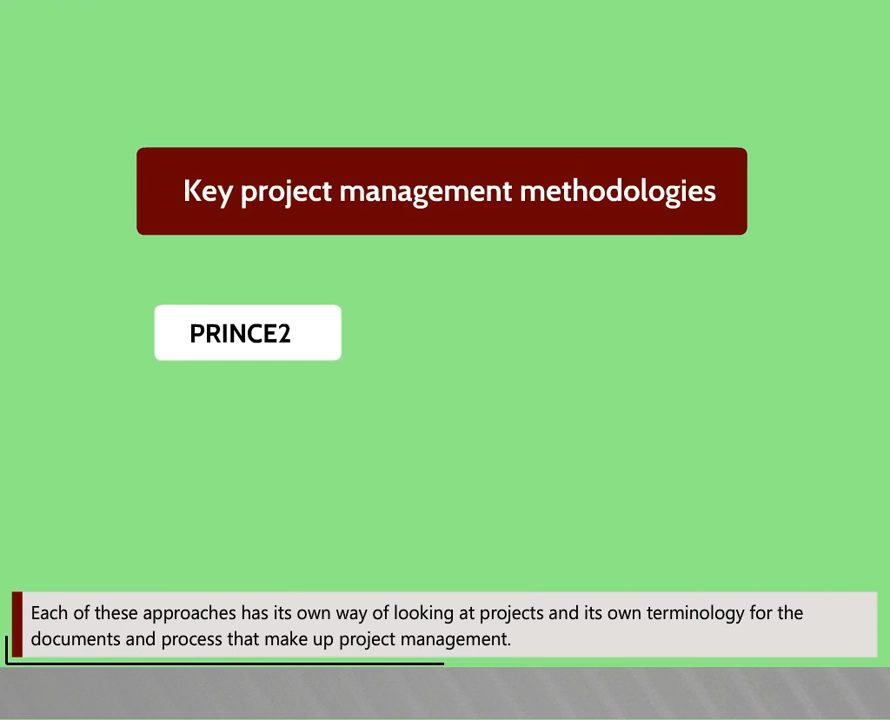 Key project management methodologies
PRINCE2
Each of these approaches has its own way of looking at projects and its own terminology for the
documents and process that make up project management.